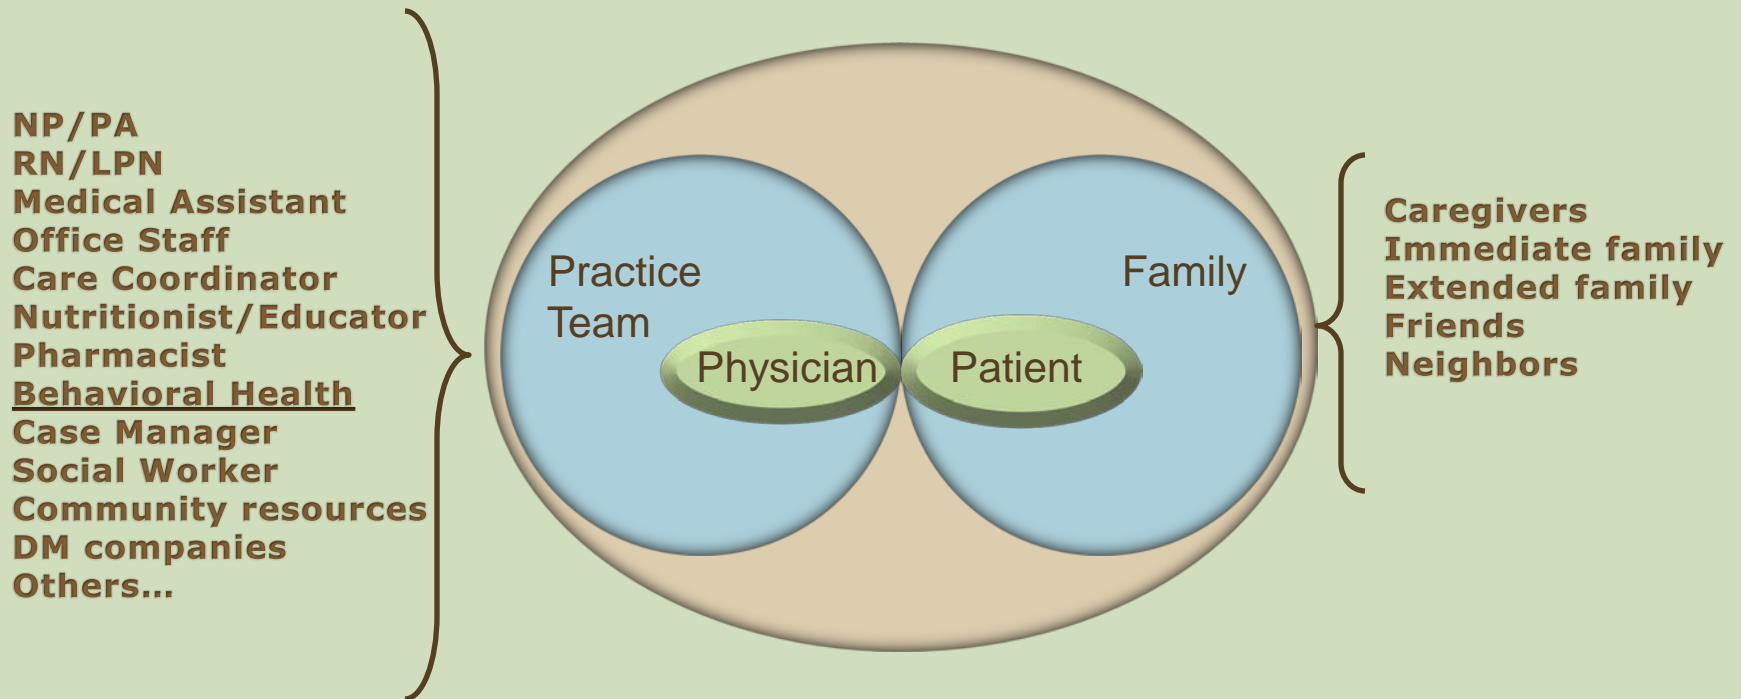 NP/PA
RN/LPN
Medical Assistant
Office Staff
Care Coordinator
Nutritionist/Educator
Pharmacist
Behavioral Health
Case Manager
Social Worker
Community resources
DM companies
Others…
Practice
Team
Physician
Family
Patient
Caregivers
Immediate family
Extended family
Friends
Neighbors